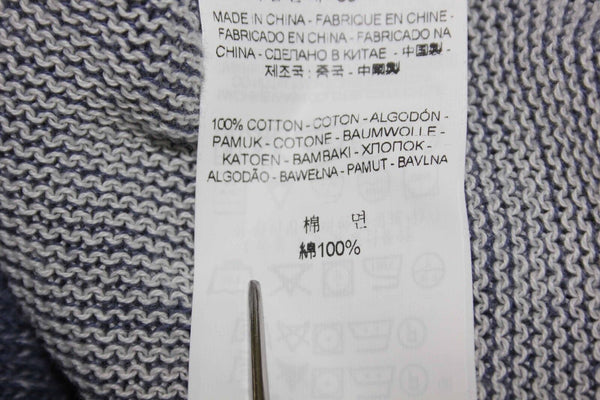 MADE IN CHINA - FABRIQUE EN CHINE -
FABRICADO EN CHINA - FABRICADO NA
CHINA - СДЕЛАНО В КИТАЕ - 中国製 -
제조국 : 중국 - 中國製
100% COTTON - COTON - ALGODÓN -
PAMUK - COTONE - BAUMWOLLE -
KATOEN - BAMBAKI - ХЛОПОК -
ALGODÃO - BAWEŁNA - PAMUT - BAVLNA
棉 면
綿100%